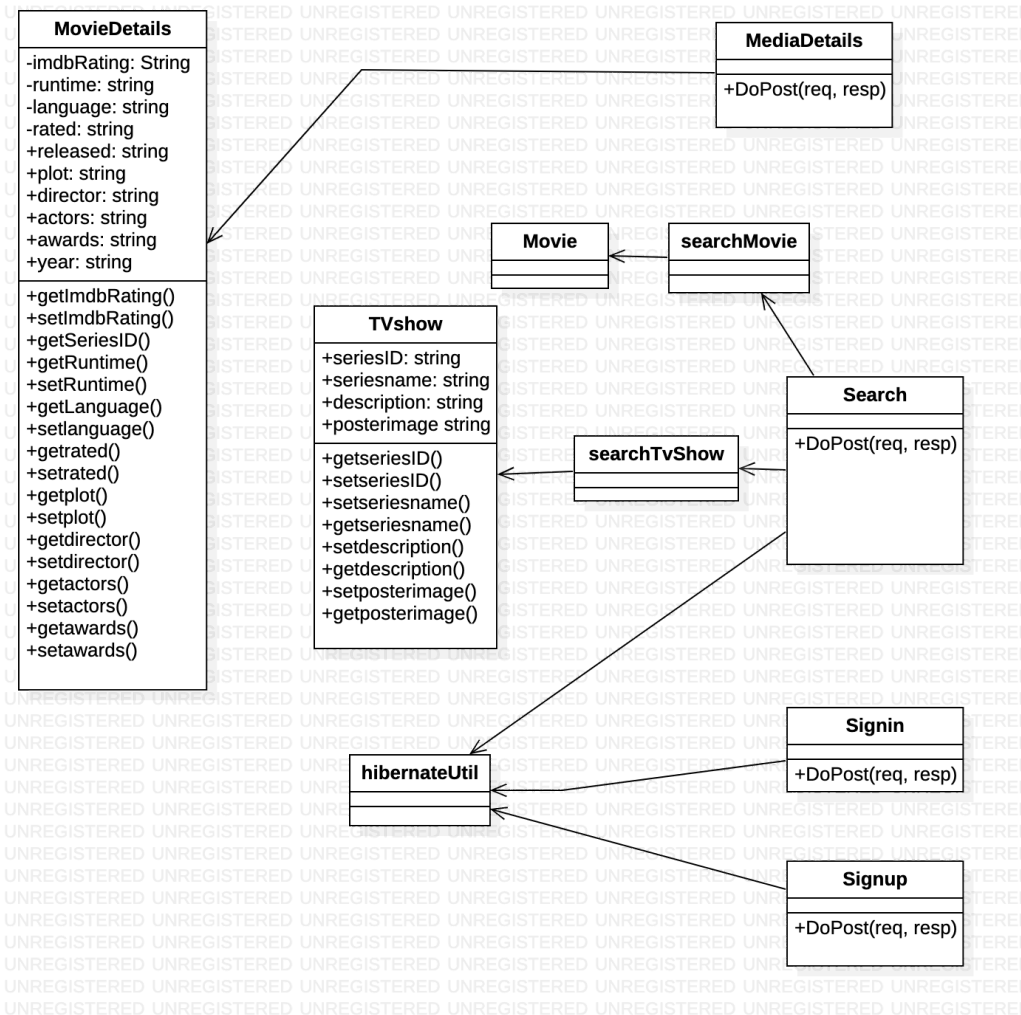 MovieDetails
-imdbRating: String
-runtime: string
-language: string
-rated: string
+released: string
+plot: string
+director: string
+actors: string
+awards: string
+year: string
+getImdbRating()
+setImdbRating()
+getSeriesID()
+getRuntime()
+setRuntime()
+getLanguage()
+setlanguage()
+getrated()
+setrated()
+getplot()
+setplot()
+getdirector()
+setdirector()
+getactors()
+setactors()
+getawards()
+setawards()
MediaDetails
+DoPost(req, resp)
Movie
searchMovie
TVshow
+seriesID: string
+seriesname: string
+description: string
+posterimage string
+getseriesID()
+setseriesID()
+setseriesname()
+getseriesname()
+setdescription()
+getdescription()
+setposterimage()
+getposterimage()
searchTvShow
Search
+DoPost(req, resp)
hibernateUtil
Signin
+DoPost(req, resp)
Signup
+DoPost(req, resp)
UNREGISTERED